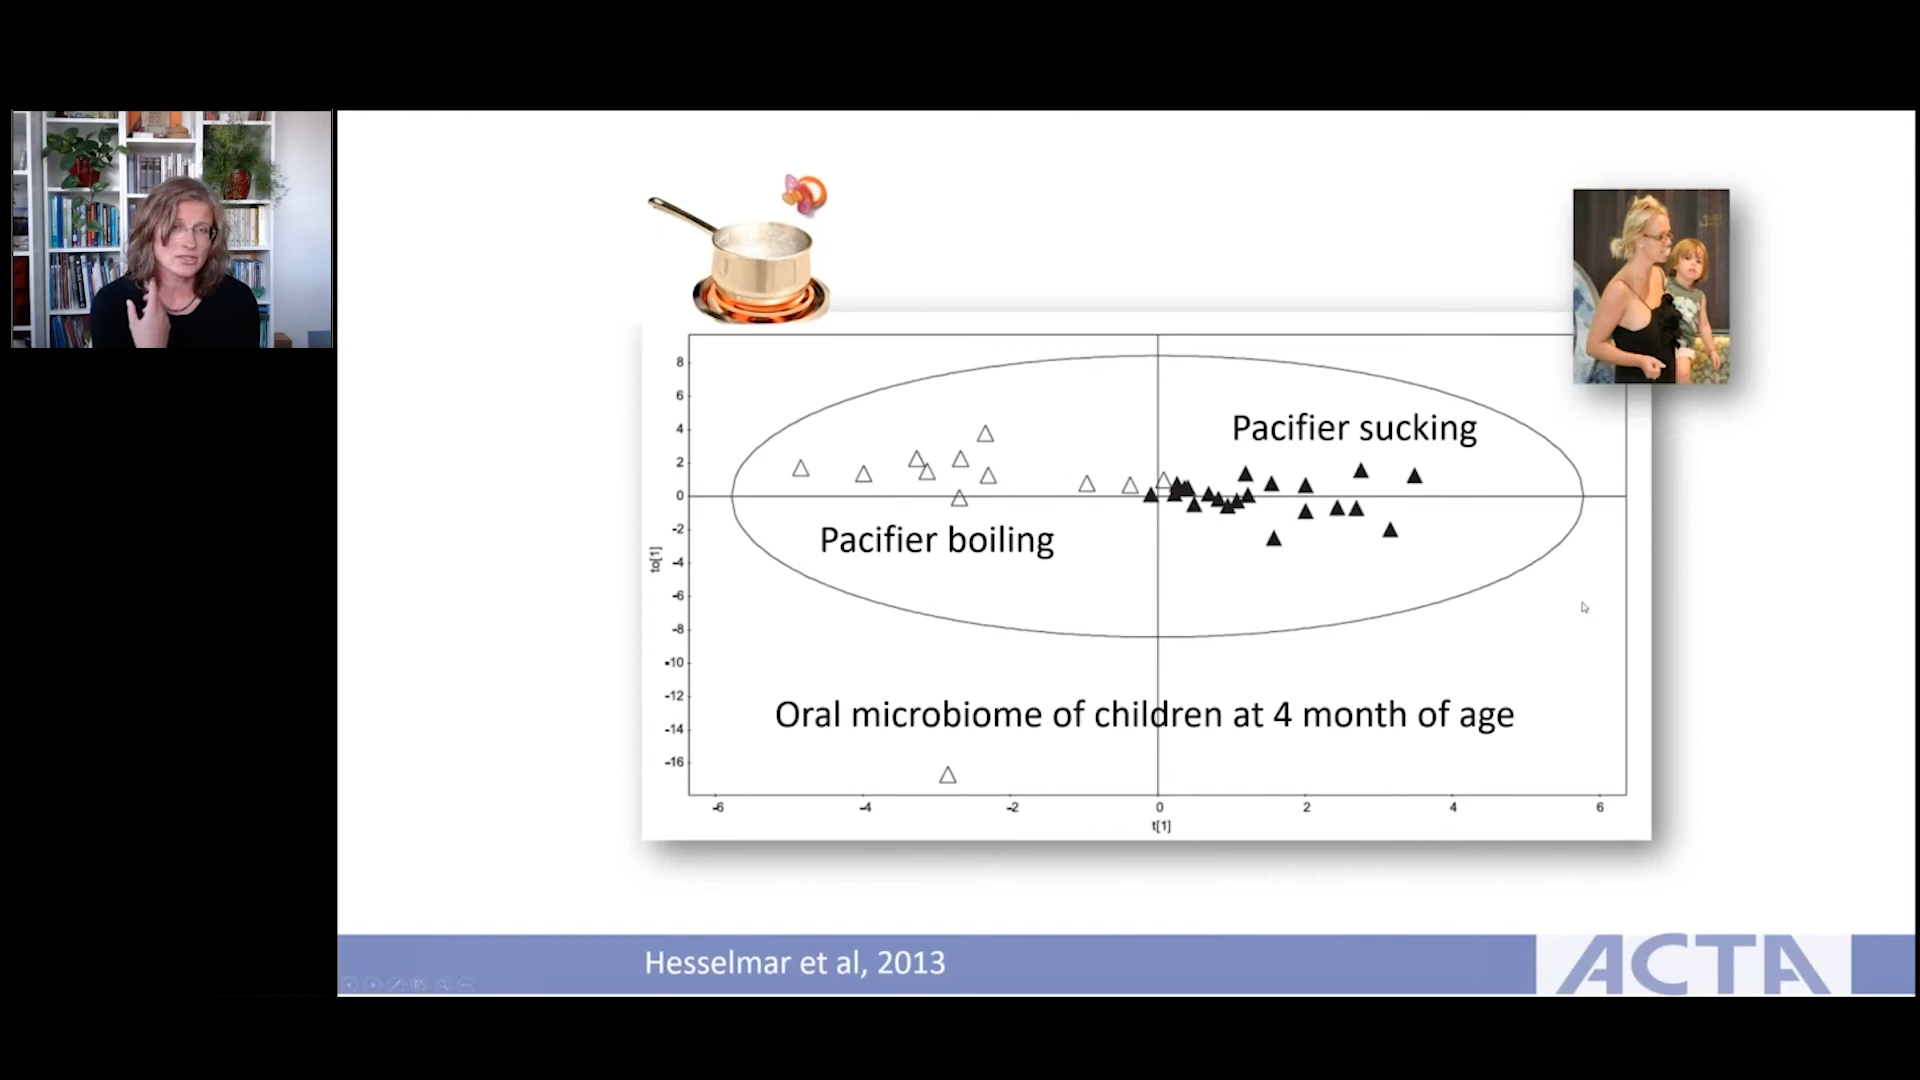 Pacifier sucking
Pacifier boiling
Oral microbiome of children at 4 month of age
8
6
4
2
0
-2
-4
-6
-8
-10
-12
-14
-16
to[1]
-6
-4
-2
0
2
4
6
t[1]
Hesselmar et al, 2013
ACTA